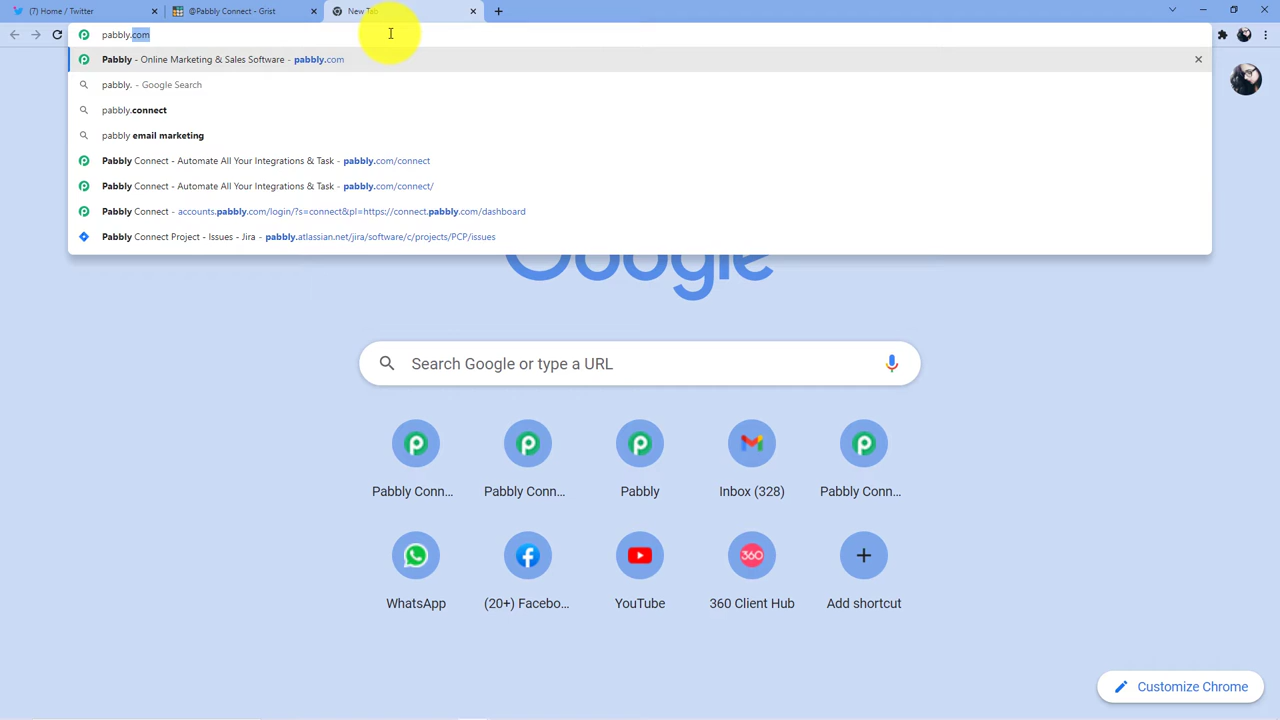 (7) Home / Twitter
@Pabbly Connect - Grist
New Tab
pabbly.com
Pabbly - Online Marketing & Sales Software - pabbly.com
pabbly. - Google Search
pabbly.connect
pabbly email marketing
Pabbly Connect - Automate All Your Integrations & Task - pabbly.com/connect
Pabbly Connect - Automate All Your Integrations & Task - pabbly.com/connect/
Pabbly Connect - accounts.pabbly.com/login/?s=connect&pl=https://connect.pabbly.com/dashboard
Pabbly Connect Project - Issues - Jira - pabbly.atlassian.net/jira/software/c/projects/PCP/issues
Google
Search Google or type a URL
Pabbly Conn...
Pabbly Conn...
Pabbly
Inbox (328)
Pabbly Conn...
360
WhatsApp
(20+) Facebo...
YouTube
360 Client Hub
Add shortcut
Customize Chrome